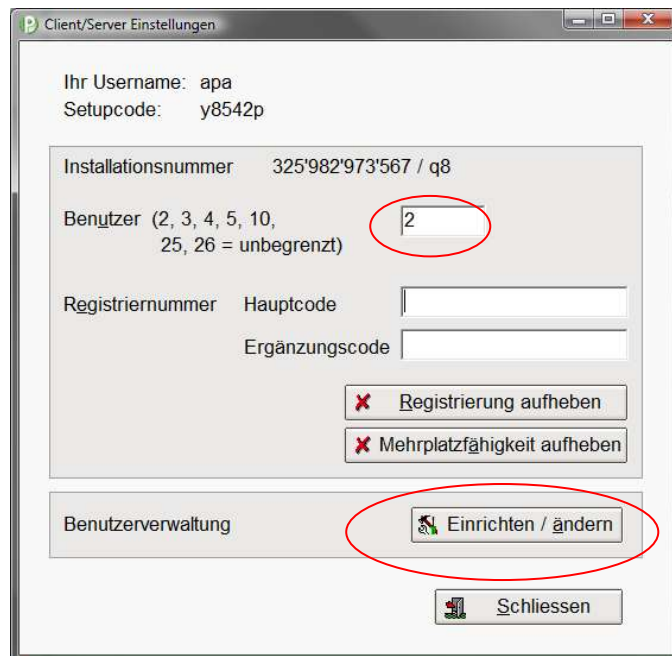 Client/Server Einstellungen
Ihr Username: apa
Setupcode: y8542p
Installationsnummer 325'982'973'567 / q8
Benutzer (2, 3, 4, 5, 10, 2
25, 26 = unbegrenzt)
Registriernummer Hauptcode
Ergänzungscode
Registrierung aufheben
Mehrplatzfähigkeit aufheben
Benutzerverwaltung Einrichten / ändern
Schliessen